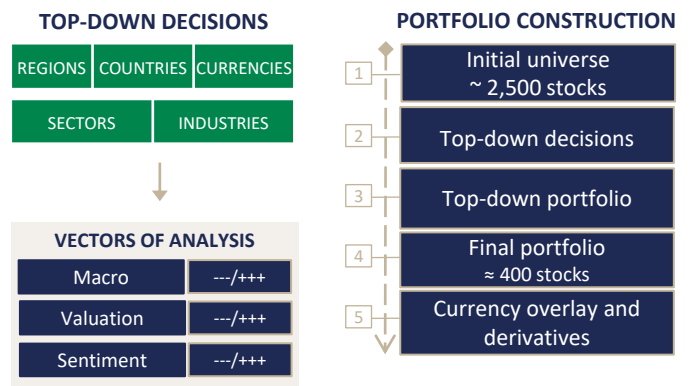 TOP-DOWN DECISIONS
REGIONS COUNTRIES CURRENCIES
SECTORS INDUSTRIES
VECTORS OF ANALYSIS
Macro ---/+++
Valuation ---/+++
Sentiment ---/+++
PORTFOLIO CONSTRUCTION
1 Initial universe
~ 2,500 stocks
2 Top-down decisions
3 Top-down portfolio
4 Final portfolio
≈ 400 stocks
5 Currency overlay and
derivatives